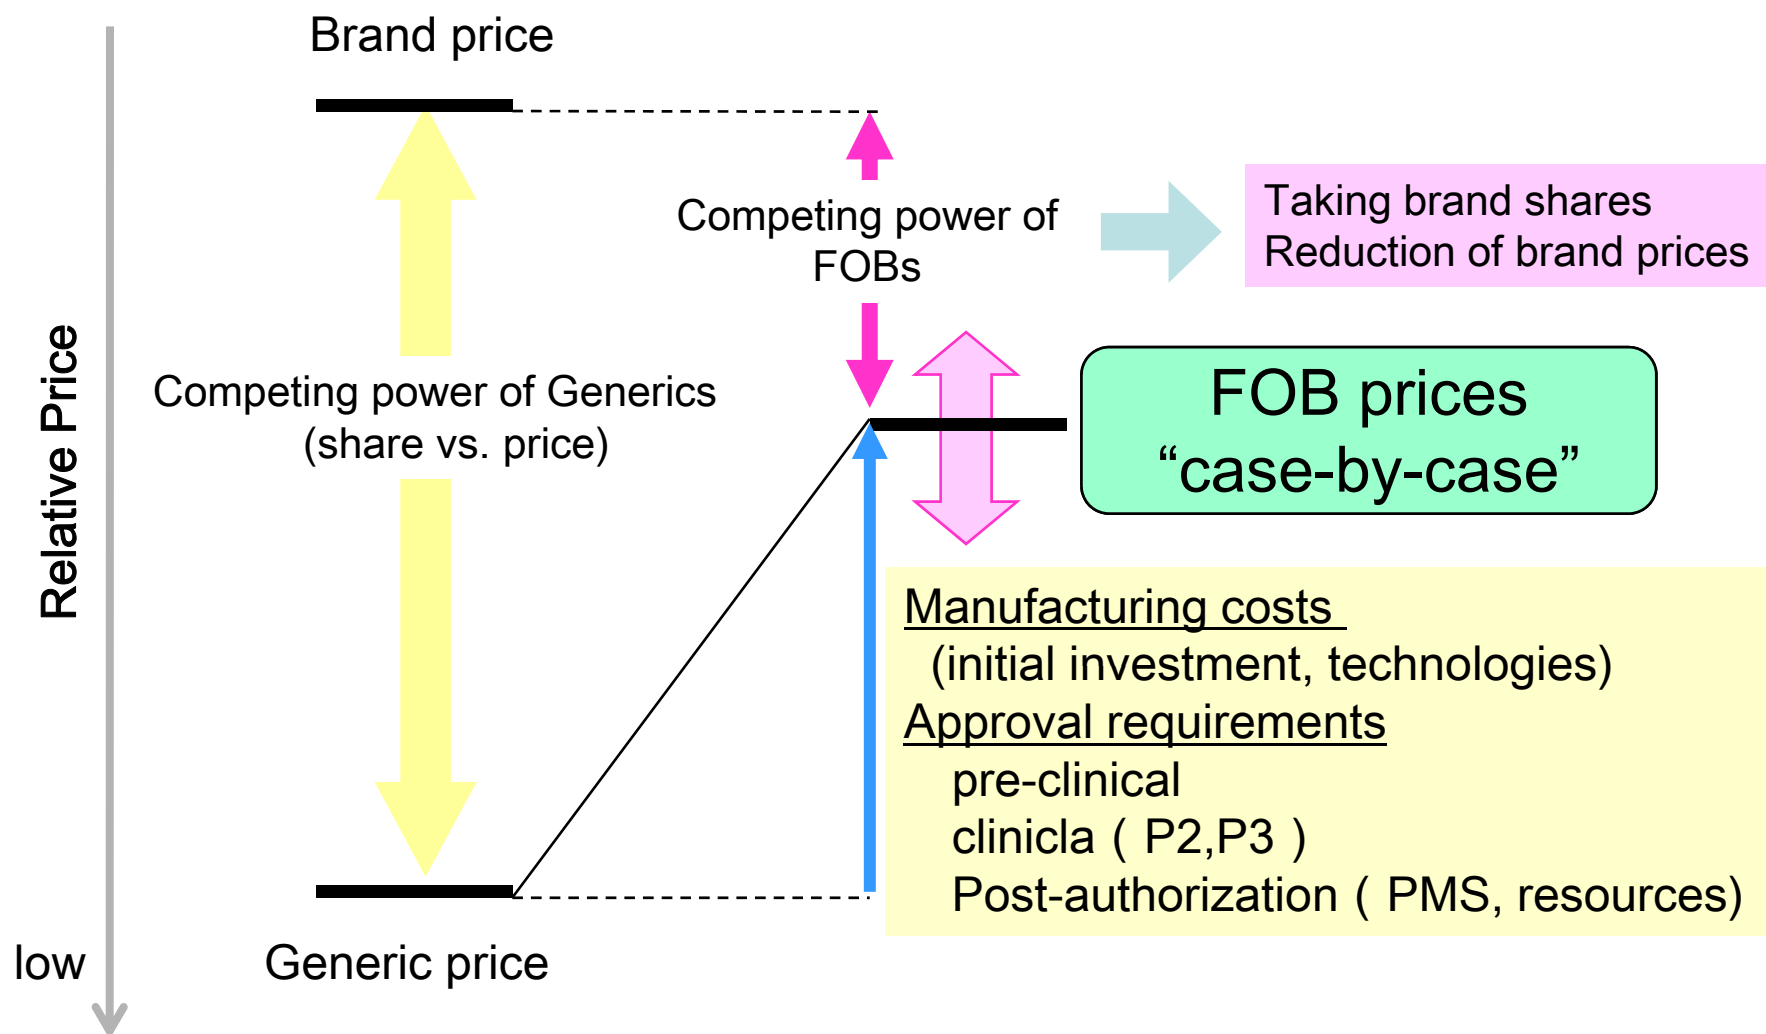 Brand price
Competing power of
FOBs
Taking brand shares
Reduction of brand prices
Relative Price
Competing power of Generics
(share vs. price)
FOB prices
“case-by-case”
Manufacturing costs
(initial investment, technologies)
Approval requirements
pre-clinical
clinicla ( P2,P3 )
Post-authorization ( PMS, resources)
low
Generic price